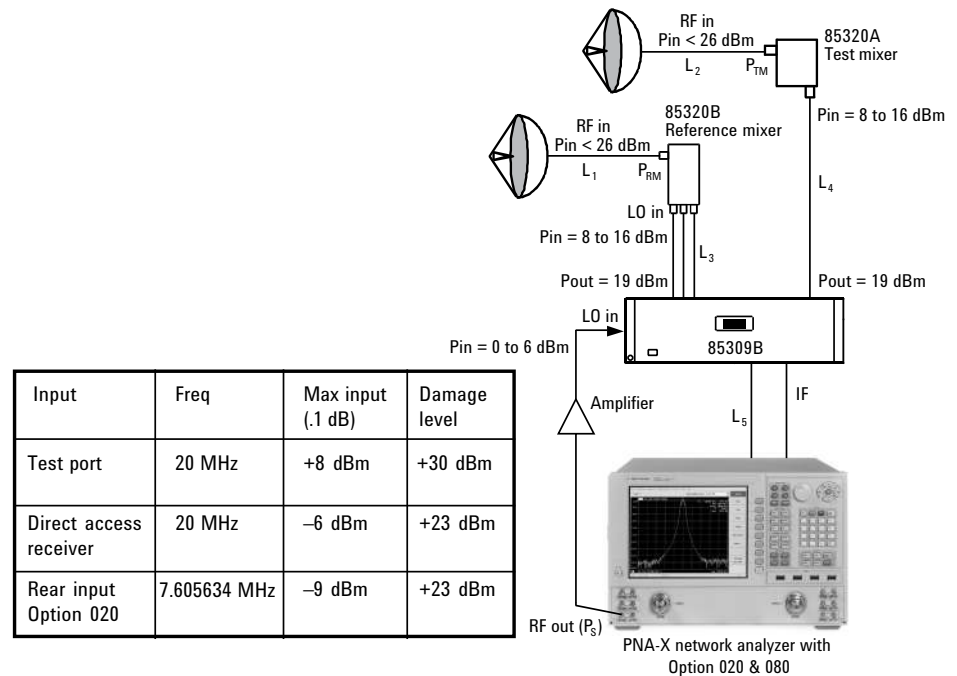 RF in
Pin < 26 dBm
L2
PTM
85320A
Test mixer
Pin = 8 to 16 dBm
85320B
Reference mixer
RF in
Pin < 26 dBm
L1
PRM
LO in
Pin = 8 to 16 dBm
L3
L4
Pout = 19 dBm
Pout = 19 dBm
LO in
Pin = 0 to 6 dBm
85309B
Amplifier
L5
IF
RF out (PS)
PNA-X network analyzer with
Option 020 & 080
Input Freq Max input (.1 dB) Damage level
Test port 20 MHz +8 dBm +30 dBm
Direct access receiver 20 MHz –6 dBm +23 dBm
Rear input Option 020 7.605634 MHz –9 dBm +23 dBm